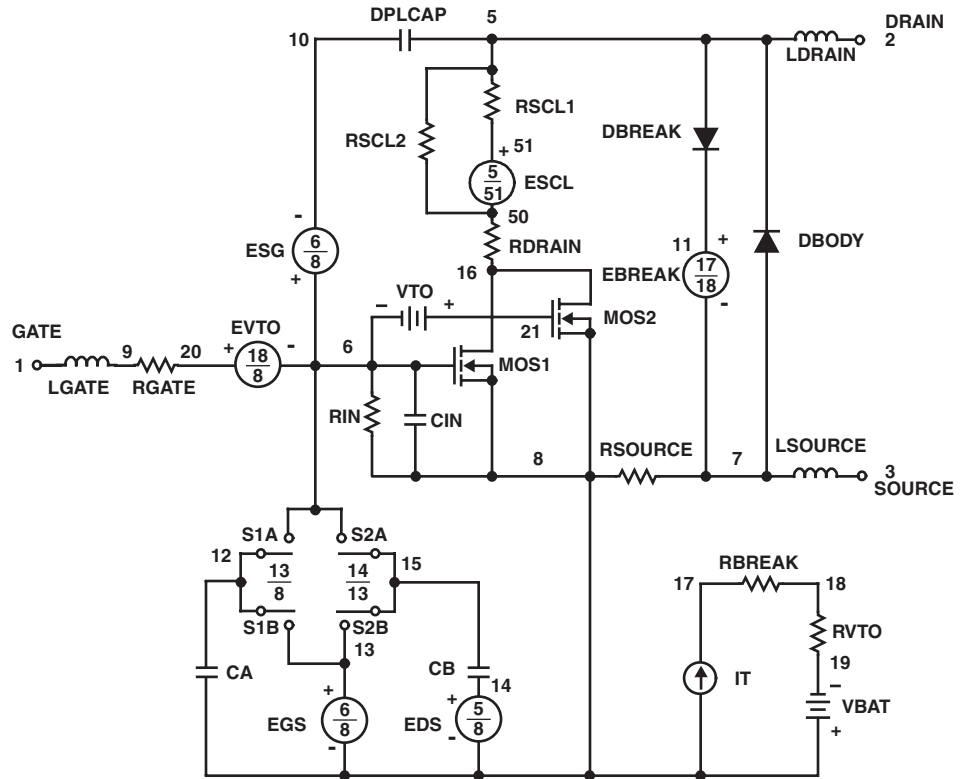 DPLCAP 5 DRAIN
10 2
LDRAIN
RSCL1
RSCL2 DBREAK
+ 51
5
51
ESCL
50
-
ESG 6
8
+
RDRAIN
DBODY
11 +
16
EBREAK 17
18
-
VTO
- +
21 MOS2
GATE
1 9 20
LGATE RGATE
EVTO
+ 18
8
-
6
MOS1
RIN CIN
8 RSOURCE 7 LSOURCE
3
SOURCE
S1A S2A
12 15
13
8
14
13
S1B S2B
13
CA CB
14
+
EGS 6
8
-
+
EDS 5
8
-
RBREAK
17 18
RVTO
19
IT
-
VBAT
+